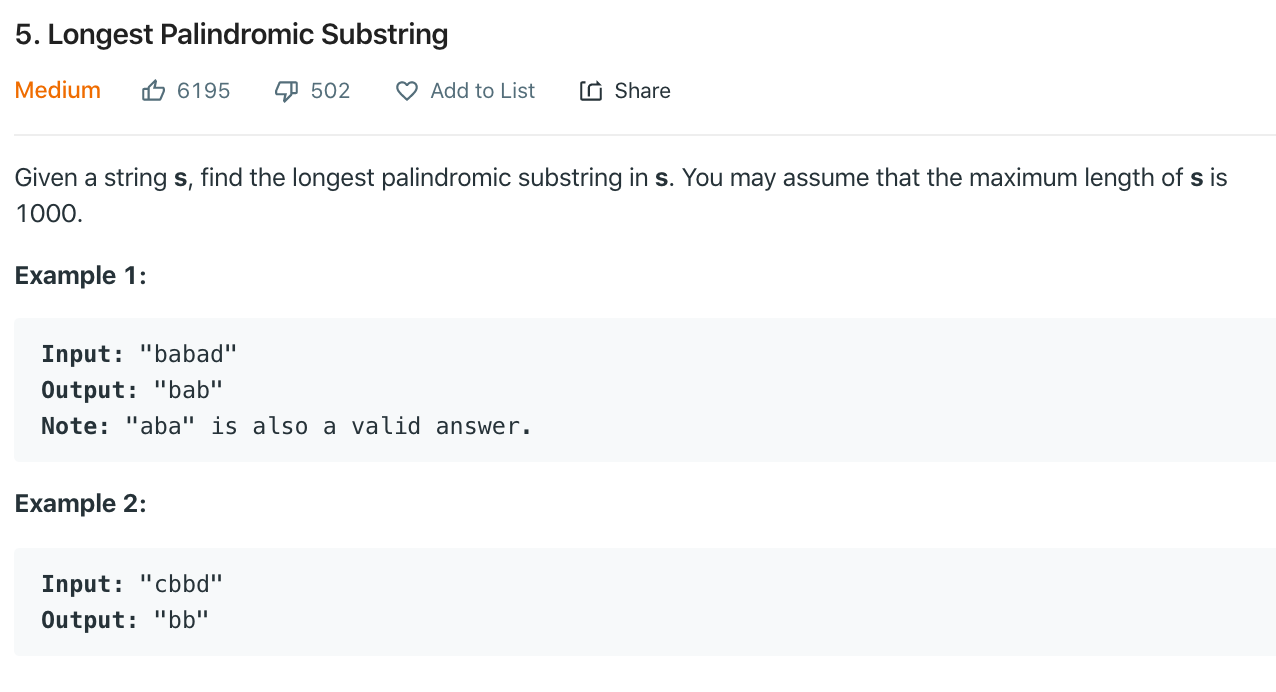 5. Longest Palindromic Substring
Medium 6195 502 Add to List Share
Given a string s, find the longest palindromic substring in s. You may assume that the maximum length of s is
1000.
Example 1:
Input: "babad"
Output: "bab"
Note: "aba" is also a valid answer.
Example 2:
Input: "cbbd"
Output: "bb"